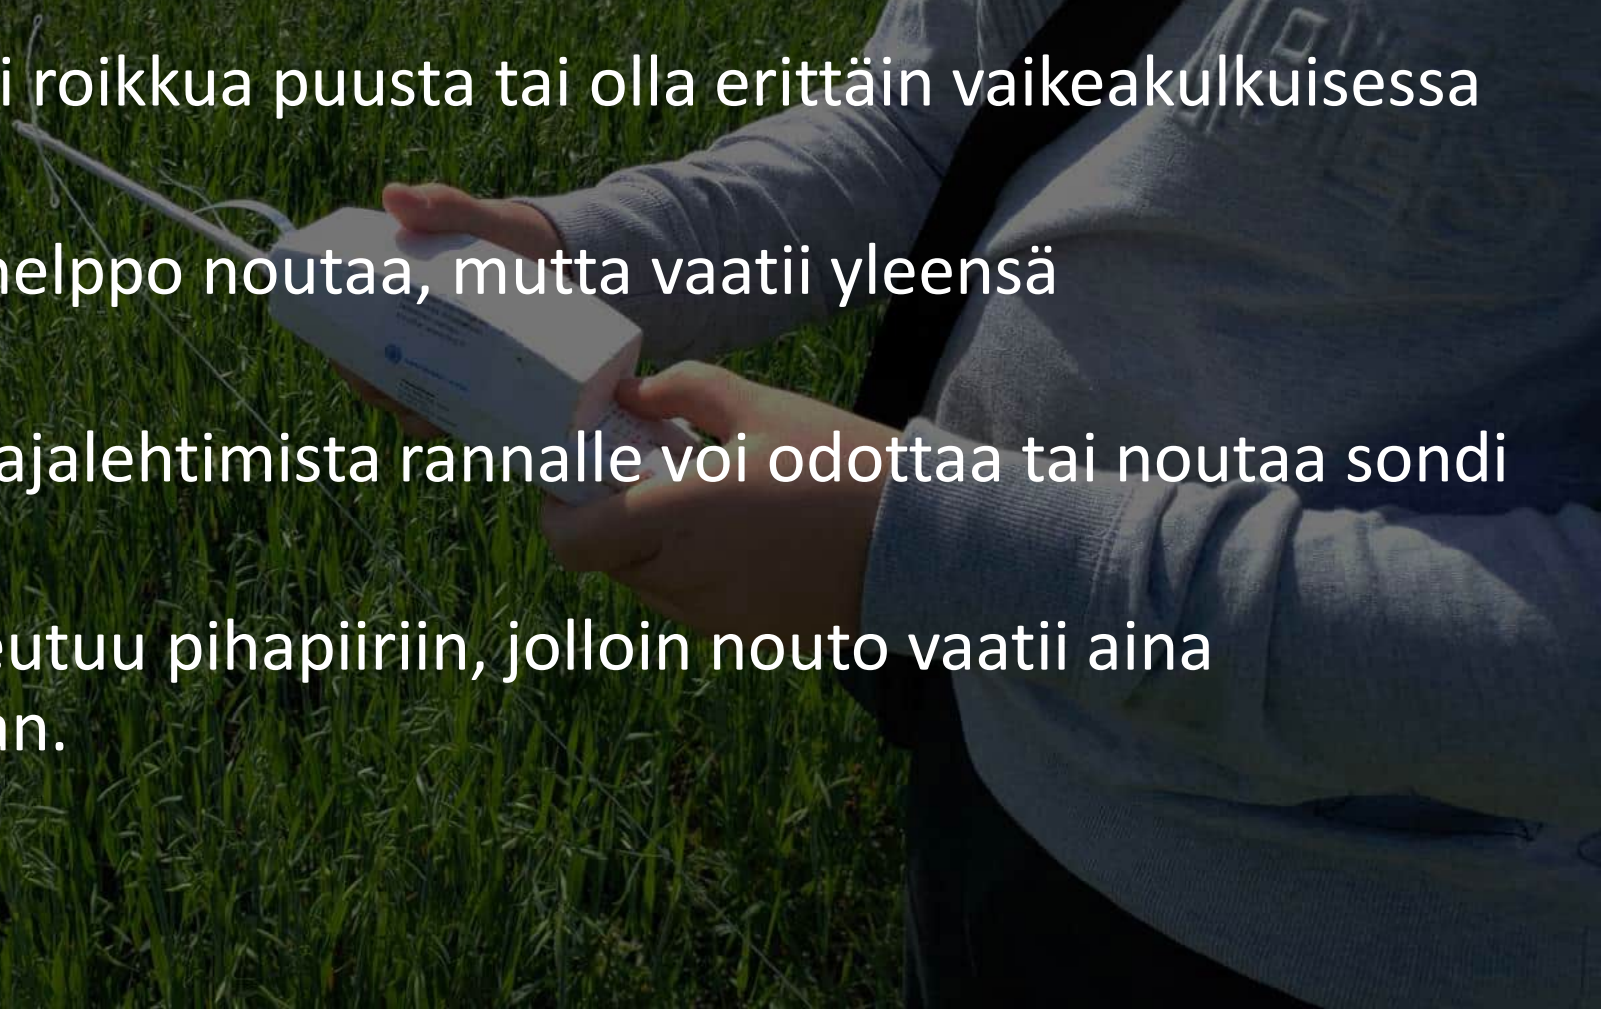 i roikkua puusta tai olla erittäin vaikeakulkuisessa
helppo noutaa, mutta vaatii yleensä
ajalehtimista rannalle voi odottaa tai noutaa sondi
eutuu pihapiiriin, jolloin nouto vaatii aina
an.